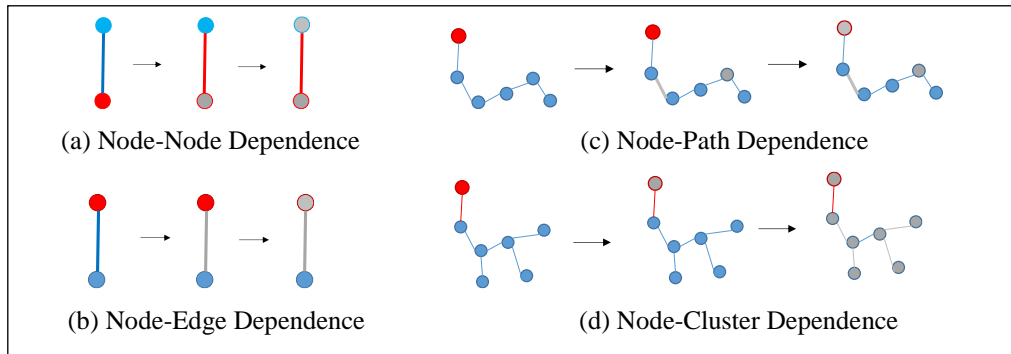 (a) Node-Node Dependence
(c) Node-Path Dependence
(b) Node-Edge Dependence
(d) Node-Cluster Dependence